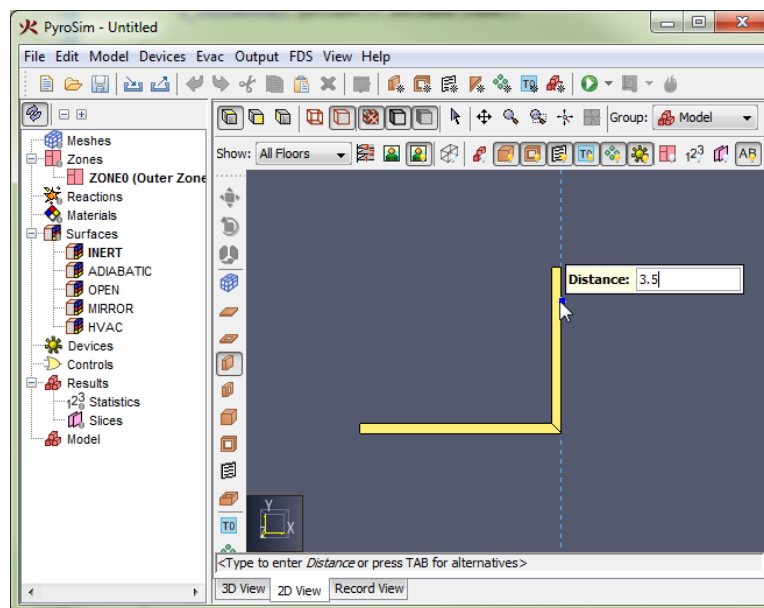 PyroSim - Untitled
File Edit Model Devices Evac Output FDS View Help
Group: Model
Show: All Floors
Meshes
Zones
ZONE0 (Outer Zone
Reactions
Materials
Surfaces
INERT
ADIABATIC
OPEN
MIRROR
HVAC
Devices
Controls
Results
Statistics
Slices
Model
Distance: 3.5
Y
X
<Type to enter Distance or press TAB for alternatives>
3D View 2D View Record View